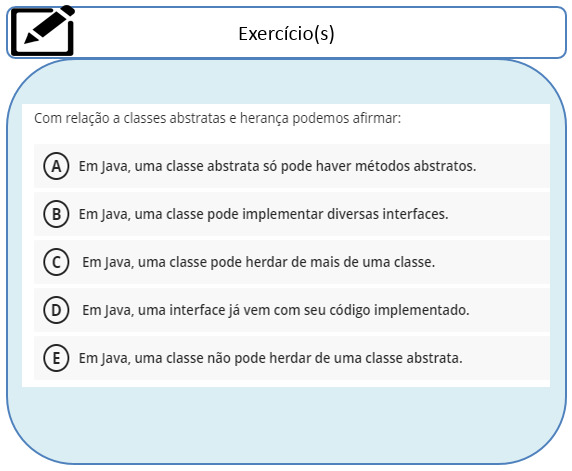 Exercício(s)
Com relação a classes abstratas e herança podemos afirmar:
A Em Java, uma classe abstrata só pode haver métodos abstratos.
B Em Java, uma classe pode implementar diversas interfaces.
C Em Java, uma classe pode herdar de mais de uma classe.
D Em Java, uma interface já vem com seu código implementado.
E Em Java, uma classe não pode herdar de uma classe abstrata.